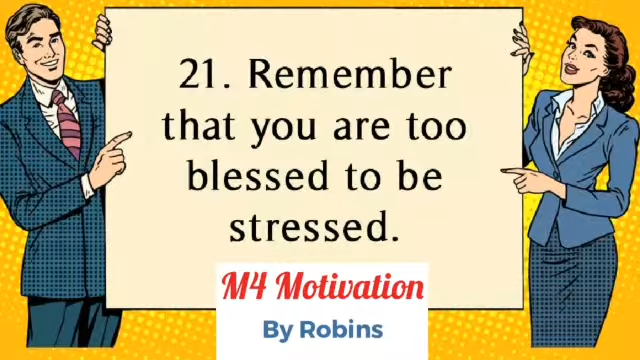 21. Remember
that you are too
blessed to be
stressed.
M4 Motivation
By Robins